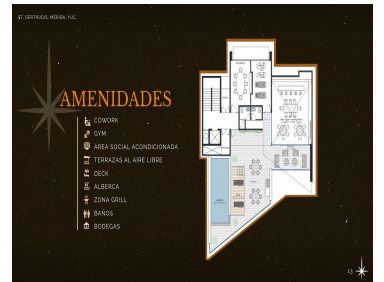 ST. GERTRUDIS, MERIDA, YUC.
AMENIDADES
COWORK
GYM
ÁREA SOCIAL ACONDICIONADA
TERRAZAS AL AIRE LIBRE
DECK
ALBERCA
ZONA GRILL
BAÑOS
BODEGAS
13